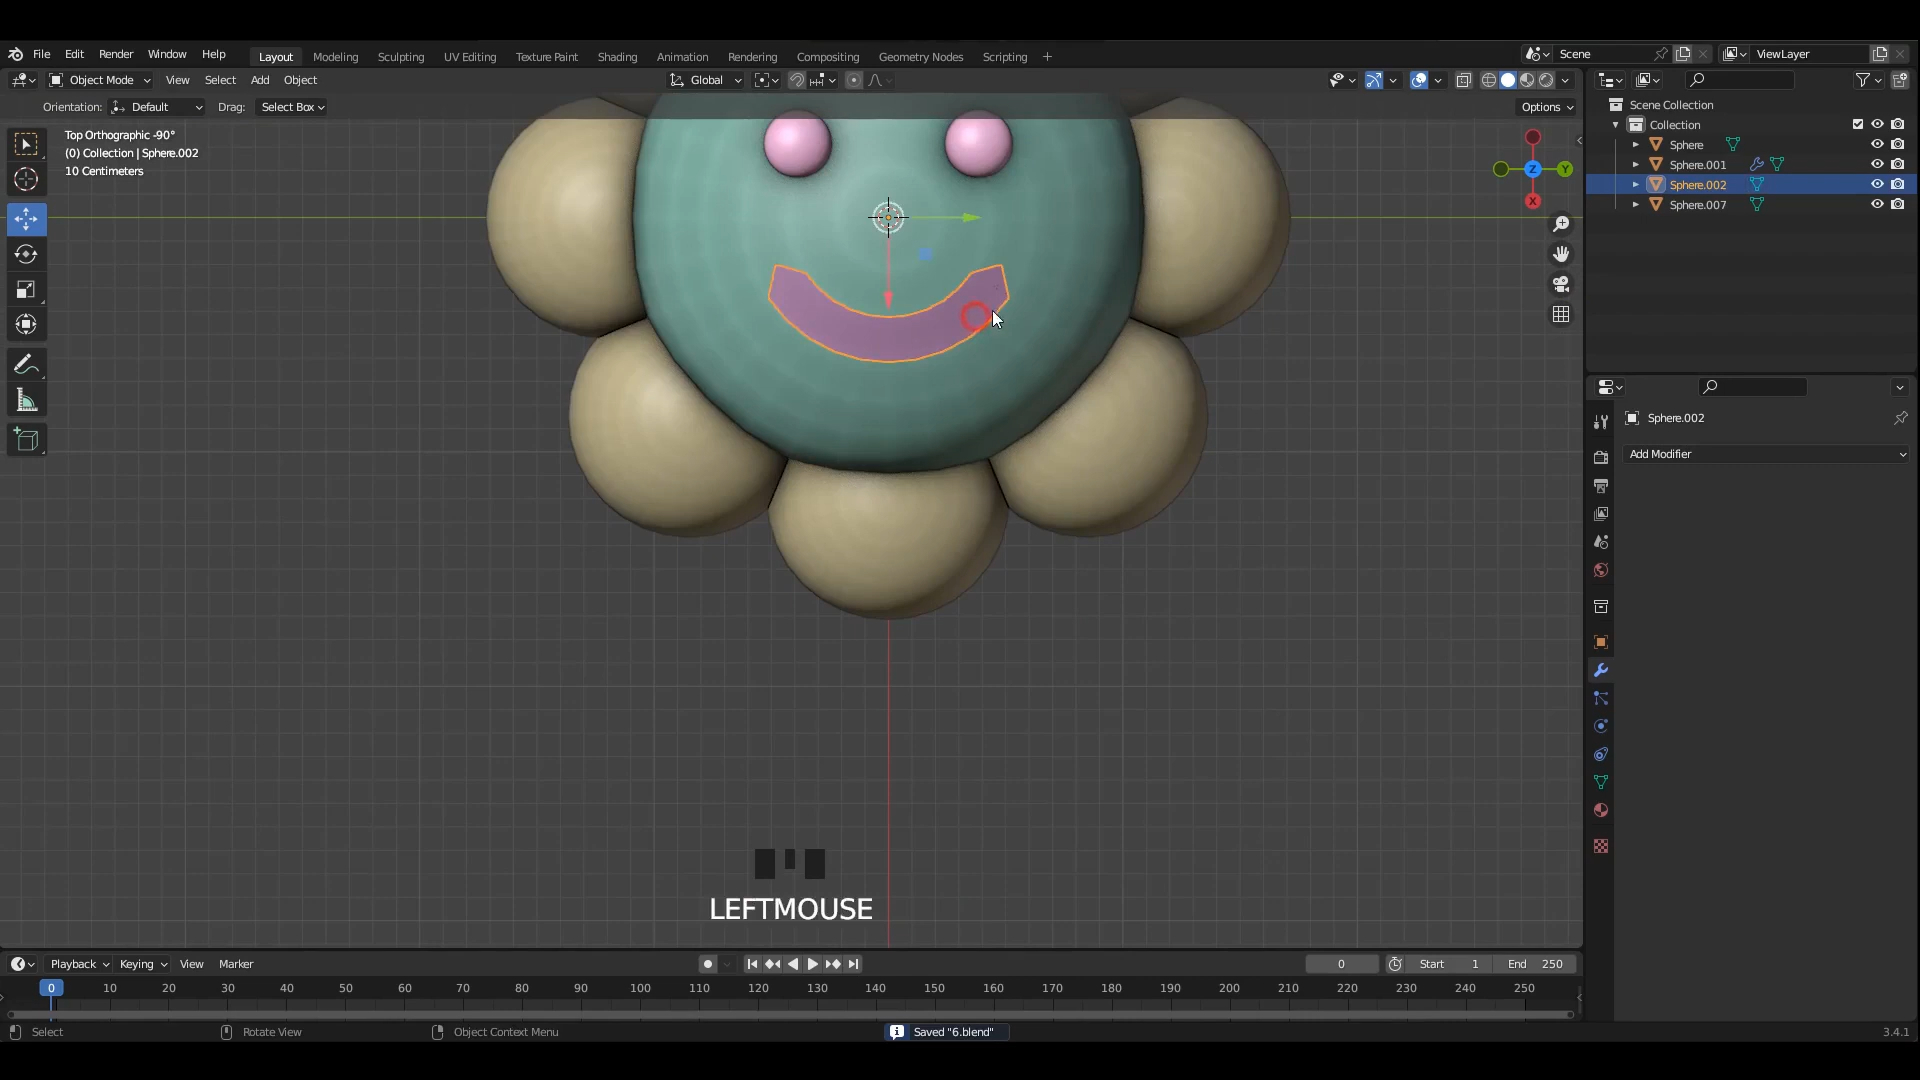 File Edit Render Window Help Layout Modeling Sculpting UV Editing Texture Paint Shading Animation Rendering Compositing Geometry Nodes Scripting + Scene ViewLayer
Object Mode View Select Add Object Global
Orientation: Default Drag: Select Box Options
Top Orthographic -90°
(0) Collection | Sphere.002
10 Centimeters
Z Y X
Scene Collection
Collection
Sphere
Sphere.001
Sphere.002
Sphere.007
Sphere.002
Add Modifier
LEFTMOUSE
Playback Keying View Marker 0 Start 1 End 250
0 10 20 30 40 50 60 70 80 90 100 110 120 130 140 150 160 170 180 190 200 210 220 230 240 250
Select Rotate View Object Context Menu Saved "6.blend" 3.4.1